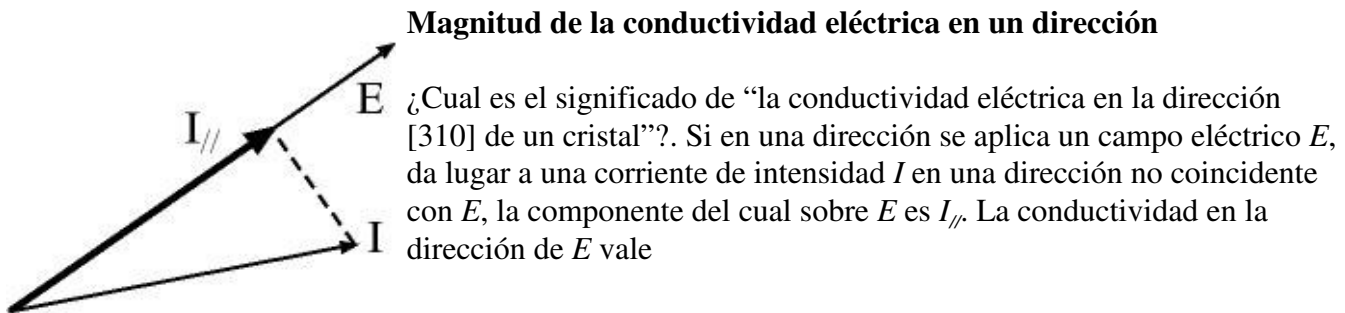 Magnitud de la conductividad eléctrica en un dirección
E
I//
I
¿Cual es el significado de “la conductividad eléctrica en la dirección
[310] de un cristal”?. Si en una dirección se aplica un campo eléctrico E,
da lugar a una corriente de intensidad I en una dirección no coincidente
con E, la componente del cual sobre E es I//. La conductividad en la
dirección de E vale